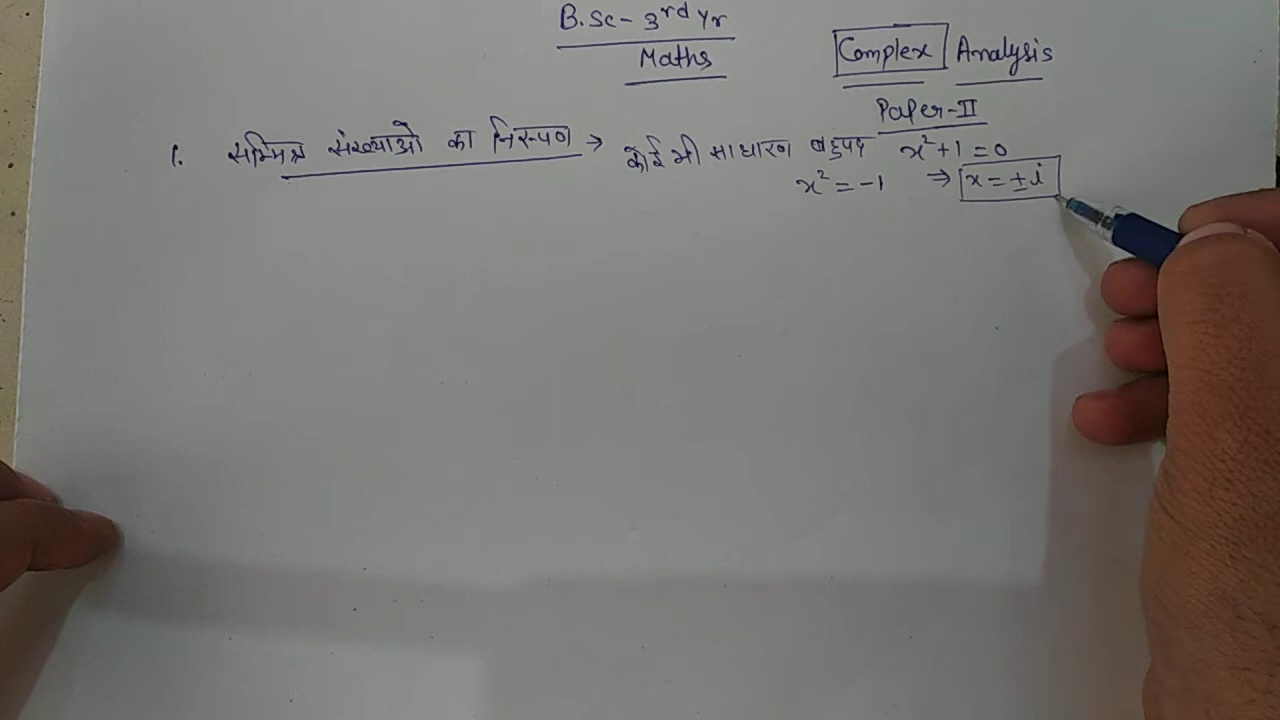 B.Sc - 3rd Yr
Maths
Complex Analysis
Paper-II
1. सम्मिश्र संख्याओं का निरूपण → कोई भी साधारण बहुपद x²+1=0
x² = -1 ⇒ x = ±i